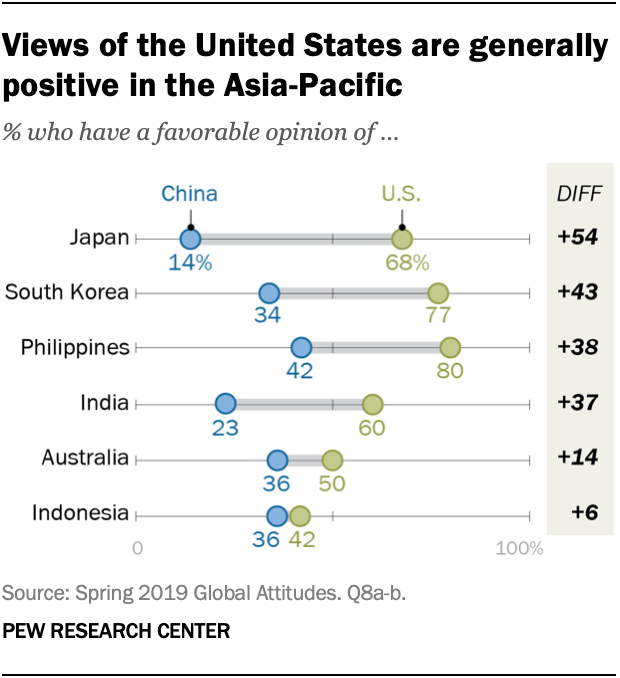 Views of the United States are generally
positive in the Asia-Pacific
% who have a favorable opinion of ...
China U.S. DIFF
Japan +54
14% 68%
South Korea +43
34 77
Philippines +38
42 80
India +37
23 60
Australia +14
36 50
Indonesia +6
36 42
0 100%
Source: Spring 2019 Global Attitudes. Q8a-b.
PEW RESEARCH CENTER